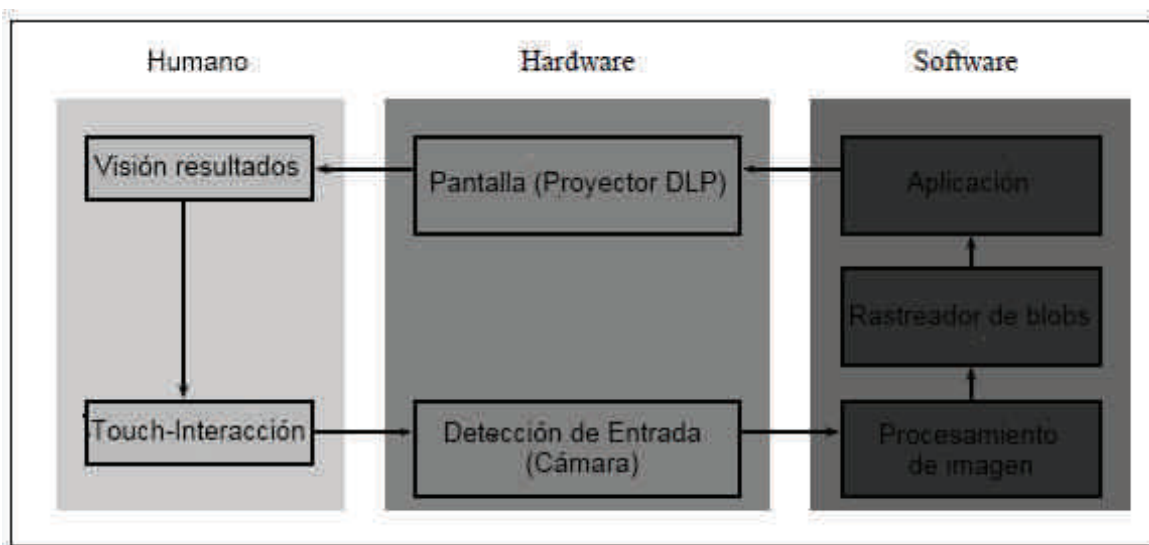 Humano
Hardware
Software
Visión resultados
Pantalla (Proyector DLP)
Aplicación
Rastreador de blobs
Touch-Interacción
Detección de Entrada
(Cámara)
Procesamiento
de imagen